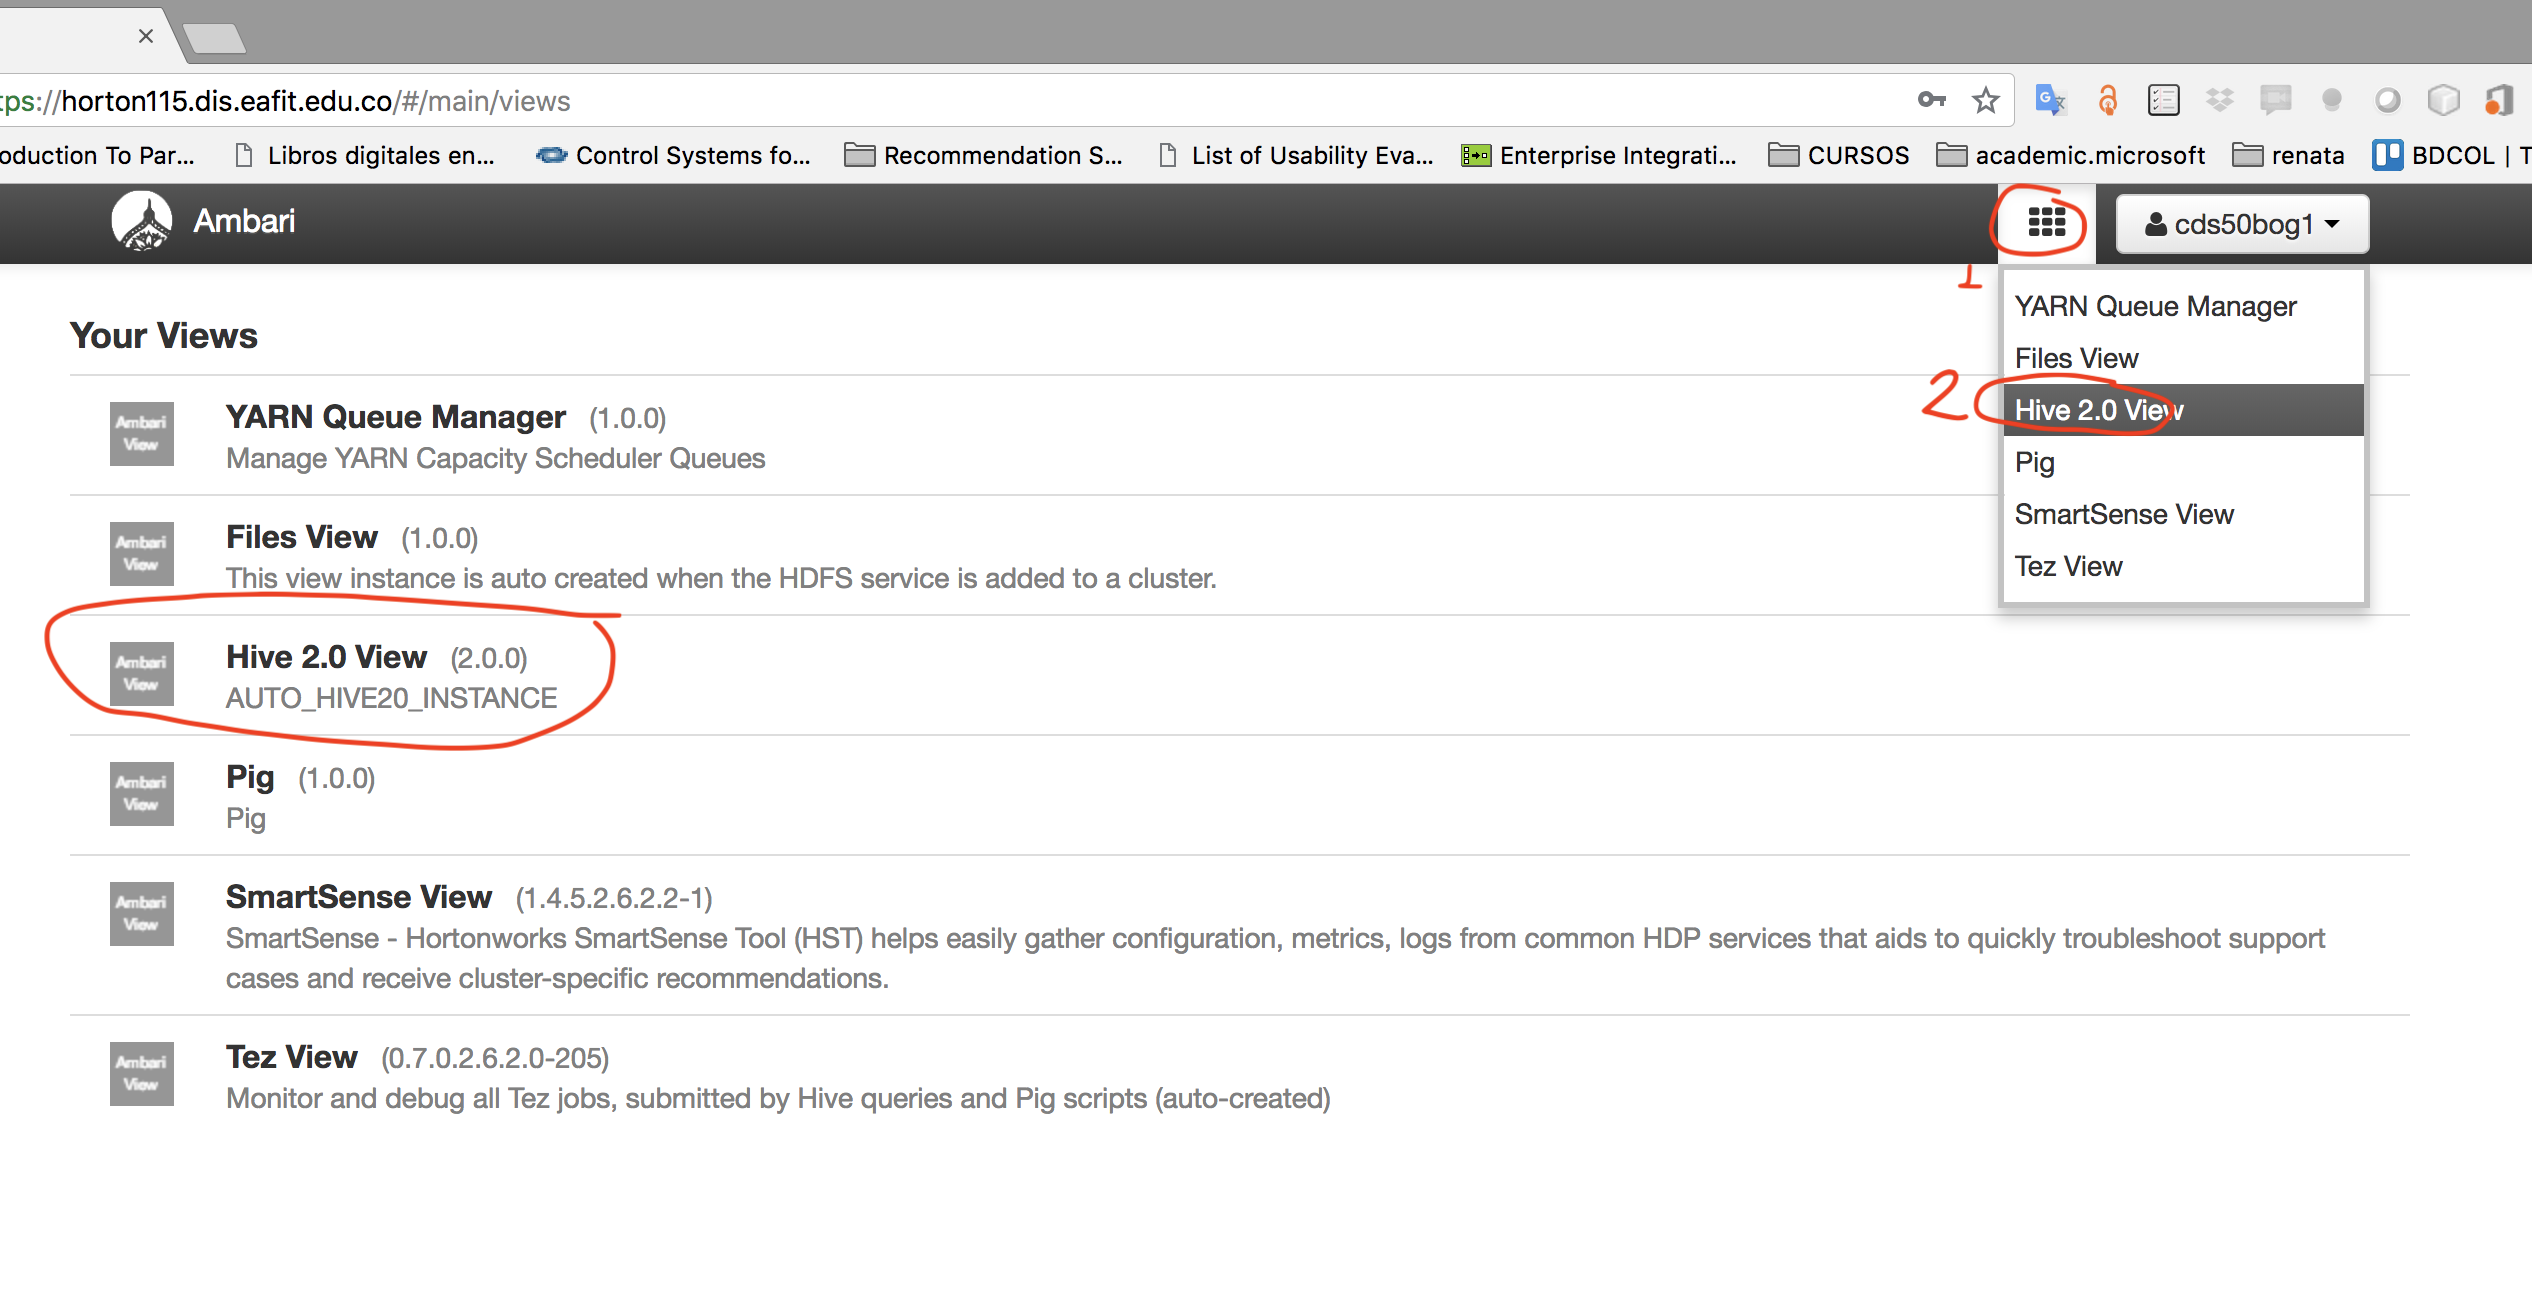 tps://horton115.dis.eafit.edu.co/#/main/views
oduction To Par... Libros digitales en... Control Systems fo... Recommendation S... List of Usability Eva... Enterprise Integrati... CURSOS academic.microsoft renata BDCOL | T
Ambari cds50bog1
1
YARN Queue Manager
Files View
2 Hive 2.0 View
Pig
SmartSense View
Tez View
Your Views
Ambari View
YARN Queue Manager (1.0.0)
Manage YARN Capacity Scheduler Queues
Ambari View
Files View (1.0.0)
This view instance is auto created when the HDFS service is added to a cluster.
Ambari View
Hive 2.0 View (2.0.0)
AUTO_HIVE20_INSTANCE
Ambari View
Pig (1.0.0)
Pig
Ambari View
SmartSense View (1.4.5.2.6.2.2-1)
SmartSense - Hortonworks SmartSense Tool (HST) helps easily gather configuration, metrics, logs from common HDP services that aids to quickly troubleshoot support
cases and receive cluster-specific recommendations.
Ambari View
Tez View (0.7.0.2.6.2.0-205)
Monitor and debug all Tez jobs, submitted by Hive queries and Pig scripts (auto-created)